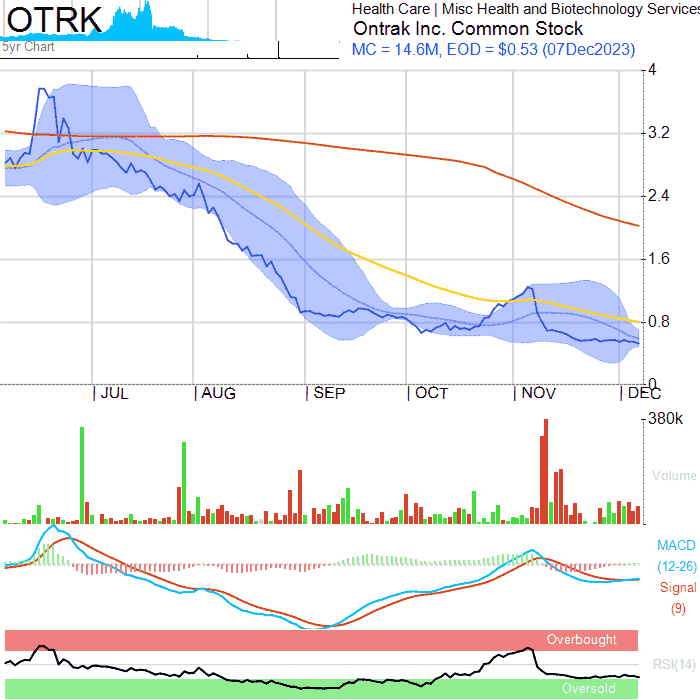 OTRK
5yr Chart
Health Care | Misc Health and Biotechnology Services
Ontrak Inc. Common Stock
MC = 14.6M, EOD = $0.53 (07Dec2023)
4
3.2
2.4
1.6
0.8
0
JUL
AUG
SEP
OCT
NOV
DEC
380k
Volume
MACD
(12-26)
Signal
(9)
Overbought
RSI(14)
Oversold